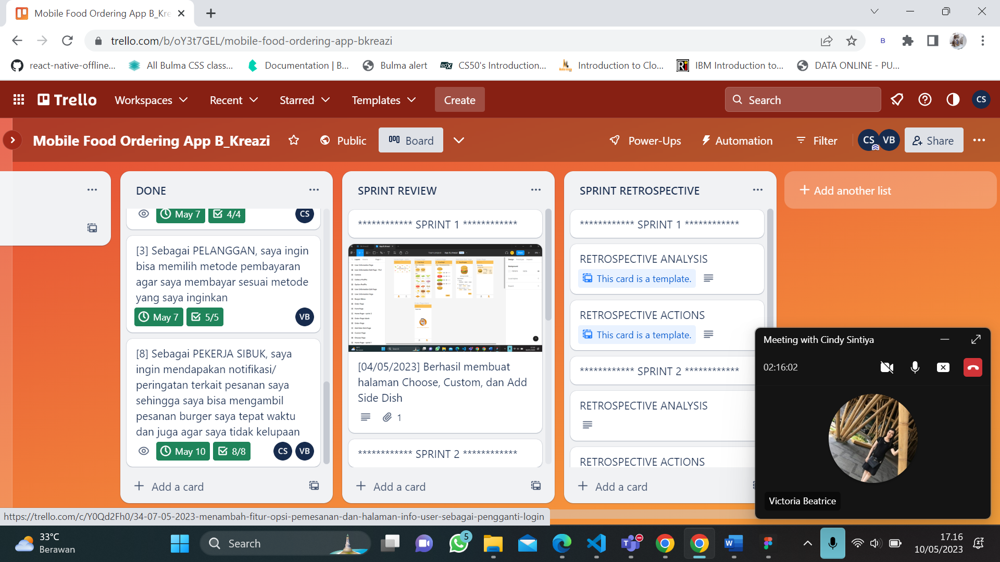 Mobile Food Ordering App B_Kre
trello.com/b/oY3t7GEL/mobile-food-ordering-app-bkreazi
B
react-native-offline...
All Bulma CSS class...
Documentation | B...
Bulma alert
edX
CS50's Introduction...
Introduction to Clo...
IBM Introduction to...
DATA ONLINE - PU...
Trello
Workspaces
Recent
Starred
Templates
Create
Search
CS
Mobile Food Ordering App B_Kreazi
Public
Board
Power-Ups
Automation
Filter
CS
VB
Share
DONE
May 7
4/4
CS
[3] Sebagai PELANGGAN, saya ingin
bisa memilih metode pembayaran
agar saya membayar sesuai metode
yang saya inginkan
May 7
5/5
VB
[8] Sebagai PEKERJA SIBUK, saya
ingin mendapakan notifikasi/
peringatan terkait pesanan saya
sehingga saya bisa mengambil
pesanan burger saya tepat waktu
dan juga agar saya tidak kelupaan
May 10
8/8
CS
VB
Add a card
SPRINT REVIEW
************ SPRINT 1 ************
[04/05/2023] Berhasil membuat
halaman Choose, Custom, dan Add
Side Dish
1
************ SPRINT 2 ************
Add a card
SPRINT RETROSPECTIVE
************ SPRINT 1 ************
RETROSPECTIVE ANALYSIS
This card is a template.
RETROSPECTIVE ACTIONS
This card is a template.
************ SPRINT 2 ************
RETROSPECTIVE ANALYSIS
RETROSPECTIVE ACTIONS
Add a card
Add another list
Meeting with Cindy Sintiya
02:16:02
Victoria Beatrice
https://trello.com/c/Y0Qd2Fh0/34-07-05-2023-menambah-fitur-opsi-pemesanan-dan-halaman-info-user-sebagai-pengganti-login
33°C
Berawan
Search
5
17.16
10/05/2023